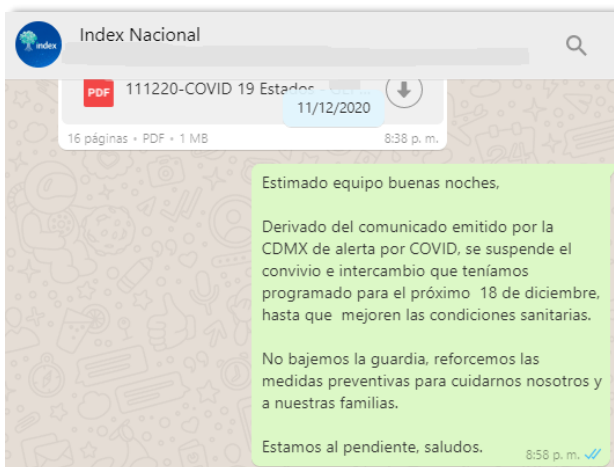 index
Index Nacional
PDF
111220-COVID 19 Estados -
11/12/2020
16 páginas • PDF • 1 MB
8:38 p. m.
Estimado equipo buenas noches,
Derivado del comunicado emitido por la
CDMX de alerta por COVID, se suspende el
convivio e intercambio que teníamos
programado para el próximo  18 de diciembre,
hasta que  mejoren las condiciones sanitarias.
No bajemos la guardia, reforcemos las
medidas preventivas para cuidarnos nosotros y
a nuestras familias.
Estamos al pendiente, saludos.
8:58 p. m.